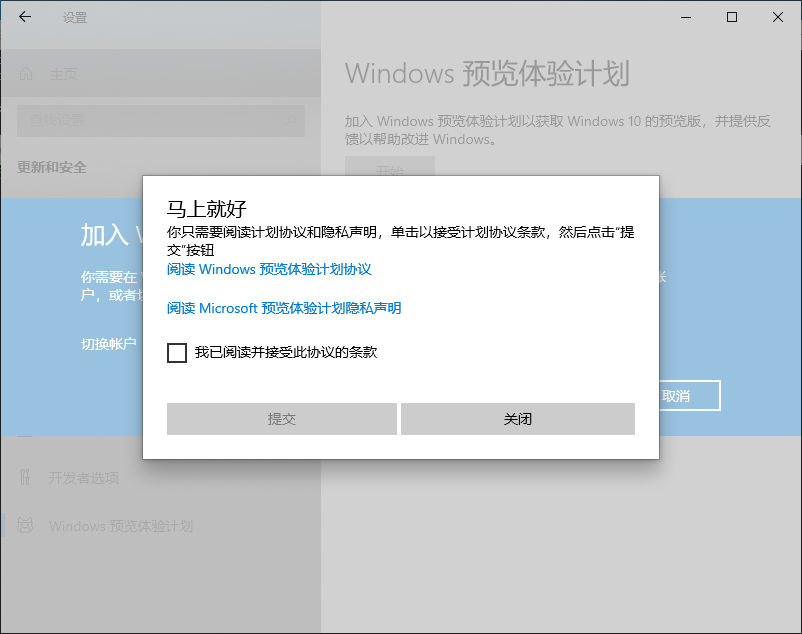 设置
主页
查找设置
更新和安全
Windows 预览体验计划
加入 Windows 预览体验计划以获取 Windows 10 的预览版，并提供反
馈以帮助改进 Windows。
开始
加入 W
你需要在
户，或者
切换帐户
帐
取消
马上就好
你只需要阅读计划协议和隐私声明，单击以接受计划协议条款，然后点击“提
交”按钮
阅读 Windows 预览体验计划协议
阅读 Microsoft 预览体验计划隐私声明
我已阅读并接受此协议的条款
提交
关闭
开发者选项
Windows 预览体验计划